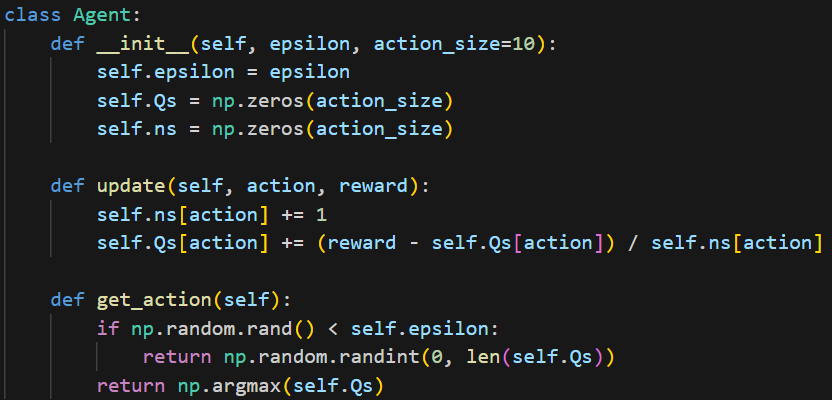 class Agent:
    def __init__(self, epsilon, action_size=10):
        self.epsilon = epsilon
        self.Qs = np.zeros(action_size)
        self.ns = np.zeros(action_size)
    def update(self, action, reward):
        self.ns[action] += 1
        self.Qs[action] += (reward - self.Qs[action]) / self.ns[action]
    def get_action(self):
        if np.random.rand() < self.epsilon:
            return np.random.randint(0, len(self.Qs))
        return np.argmax(self.Qs)